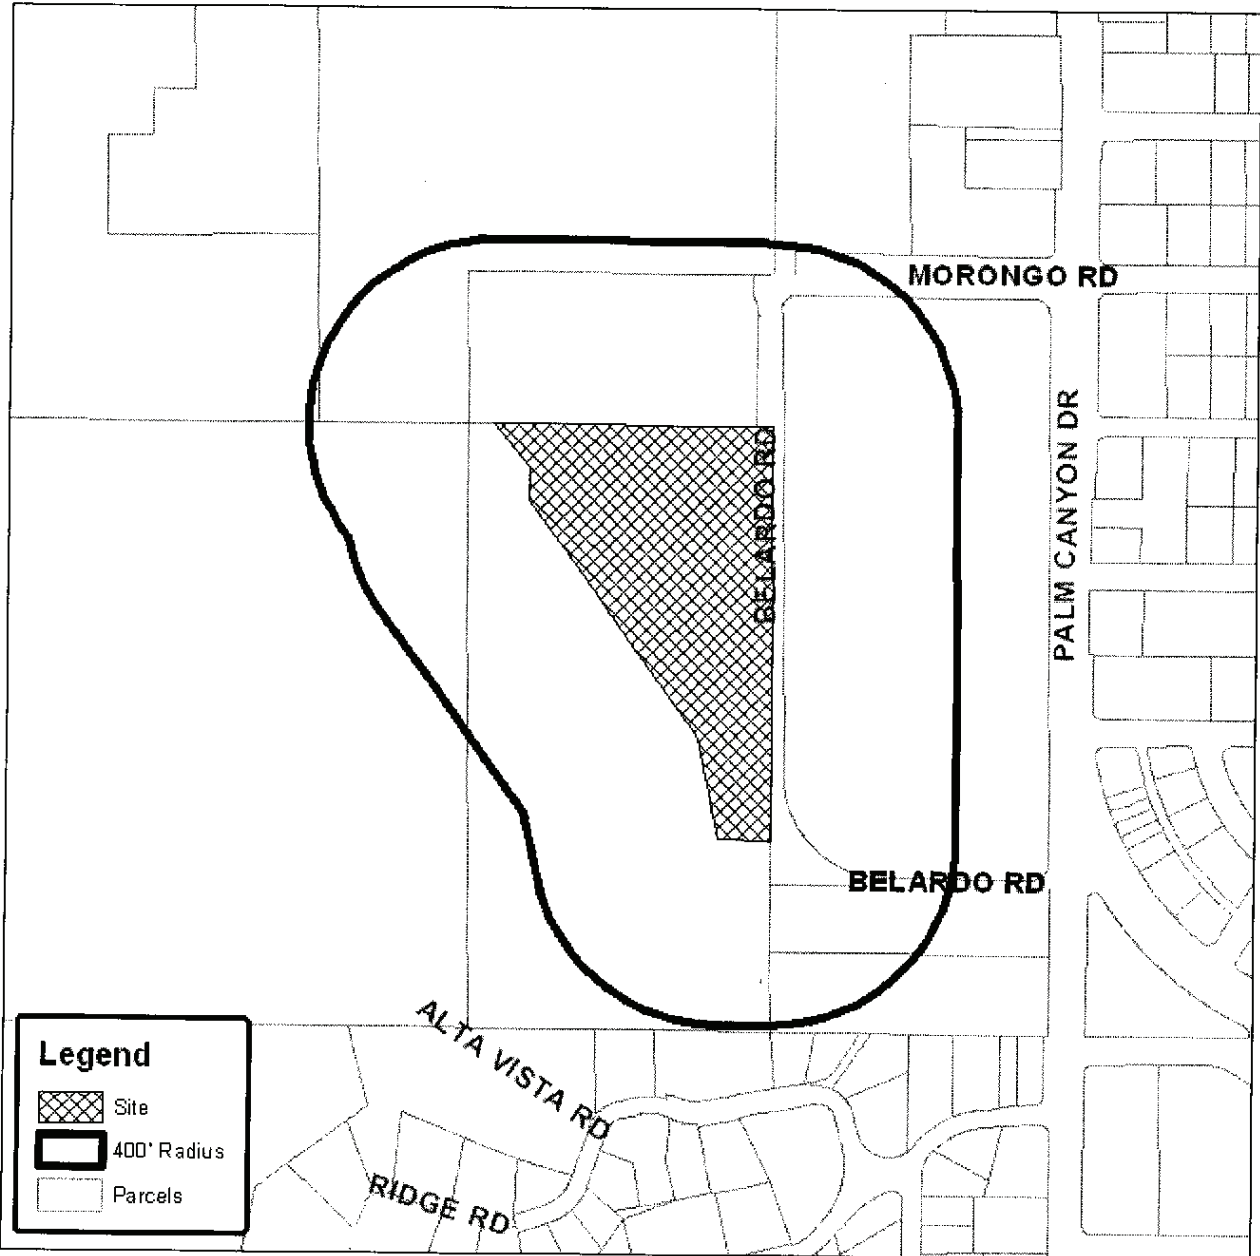 MORONGO RD
PALM CANYON DR
BELARDO RD
BELARDO RD
ALTA VISTA RD
RIDGE RD
Legend
Site
400' Radius
Parcels